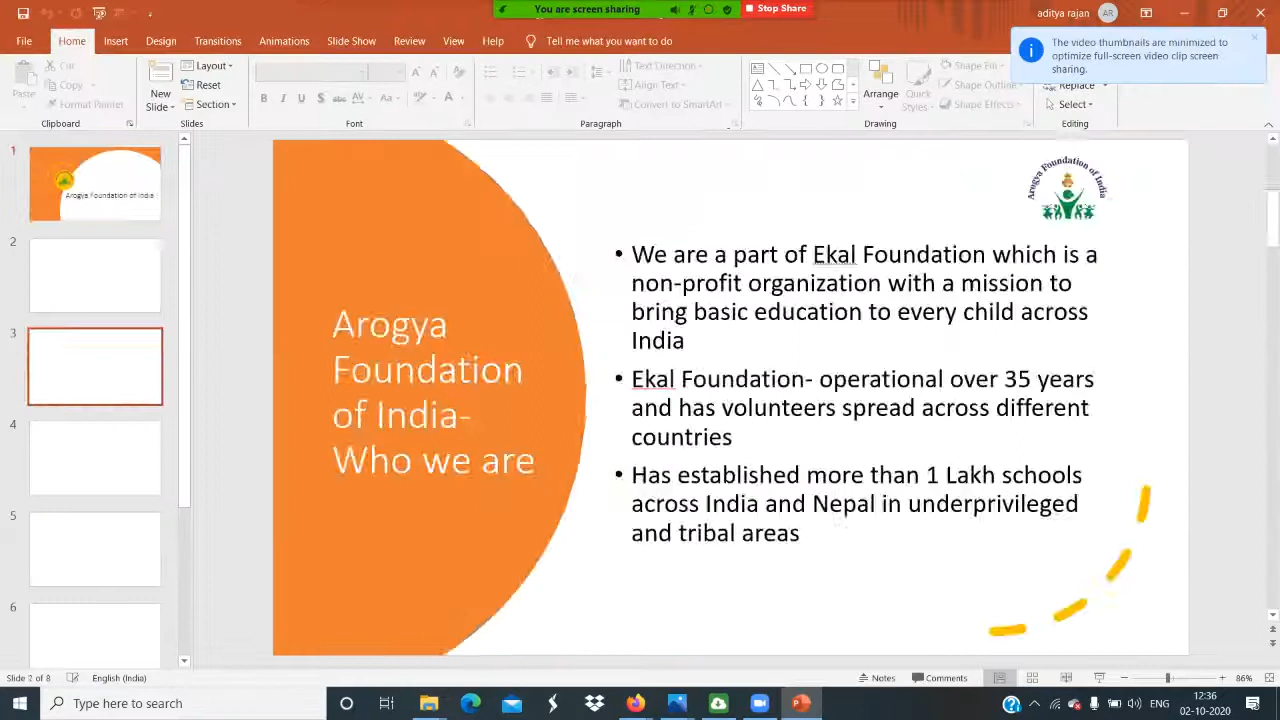 You are screen sharing
Stop Share
aditya rajan AR
File Home Insert Design Transitions Animations Slide Show Review View Help Tell me what you want to do
The video thumbnails are minimized to
optimize full-screen video clip screen
sharing.
Paste
Cut
Copy
Format Painter
New
Slide
Layout
Reset
Section
Text Direction
Align Text
Convert to SmartArt
Arrange
Quick
Styles
Shape Fill
Shape Outline
Shape Effects
Replace
Select
Clipboard Slides Font Paragraph Drawing Editing
1
Arogya Foundation of India
2
3
4
5
6
Arogya Foundation of India
Arogya
Foundation
of India-
Who we are
• We are a part of Ekal Foundation which is a
non-profit organization with a mission to
bring basic education to every child across
India
• Ekal Foundation- operational over 35 years
and has volunteers spread across different
countries
• Has established more than 1 Lakh schools
across India and Nepal in underprivileged
and tribal areas
Slide 2 of 8 English (India) Notes Comments 86%
Type here to search
ENG
12:36
02-10-2020